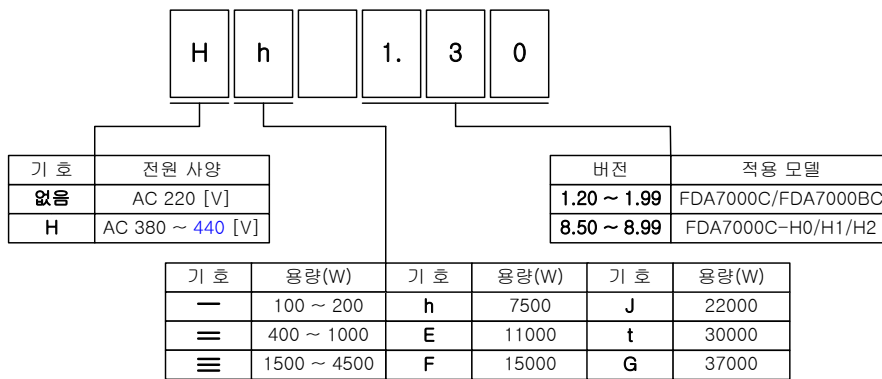 H h 1. 3 0
기 호 전원 사양
없음 AC 220 [V]
H AC 380 ~ 440 [V]
버전 적용 모델
1.20 ~ 1.99 FDA7000C/FDA7000BC
8.50 ~ 8.99 FDA7000C-H0/H1/H2
기 호 용량(W) 기 호 용량(W) 기 호 용량(W)
一 100 ~ 200 h 7500 J 22000
二 400 ~ 1000 E 11000 t 30000
≡ 1500 ~ 4500 F 15000 G 37000